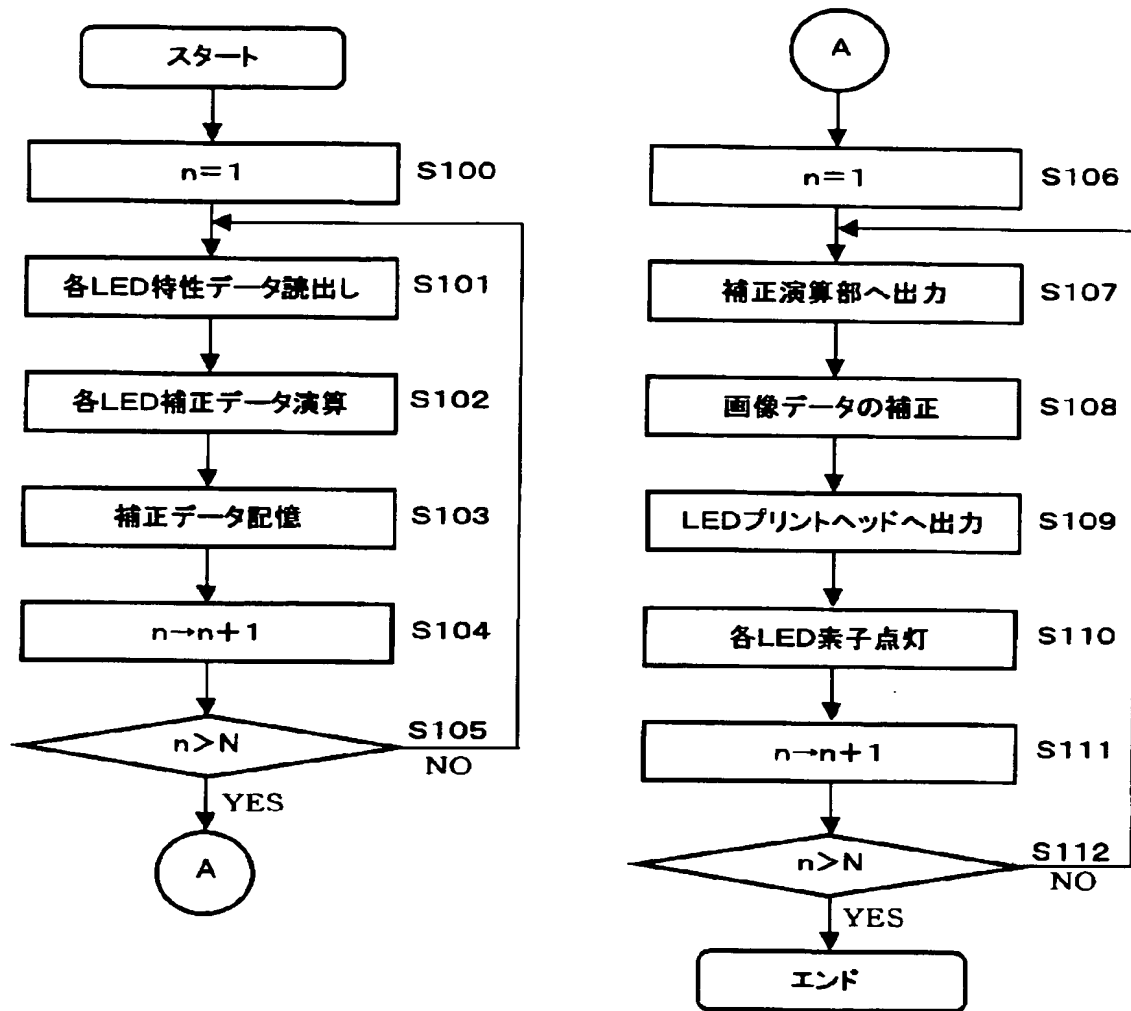 スタート
n=1 S100
各LED特性データ読出し S101
各LED補正データ演算 S102
補正データ記憶 S103
n→n+1 S104
n>N S105
NO
YES
A
A
n=1 S106
補正演算部へ出力 S107
画像データの補正 S108
LEDプリントヘッドへ出力 S109
各LED素子点灯 S110
n→n+1 S111
n>N S112
NO
YES
エンド